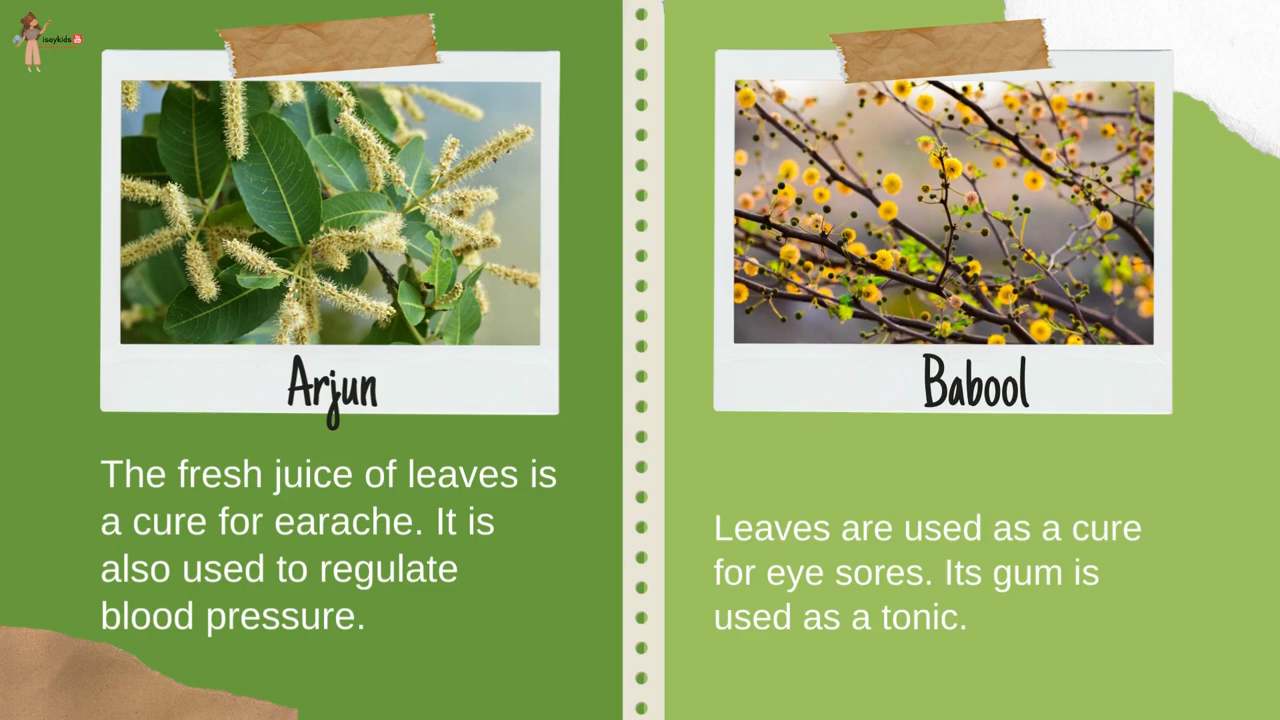 isaykids
Arjun
The fresh juice of leaves is
a cure for earache. It is
also used to regulate
blood pressure.
Babool
Leaves are used as a cure
for eye sores. Its gum is
used as a tonic.